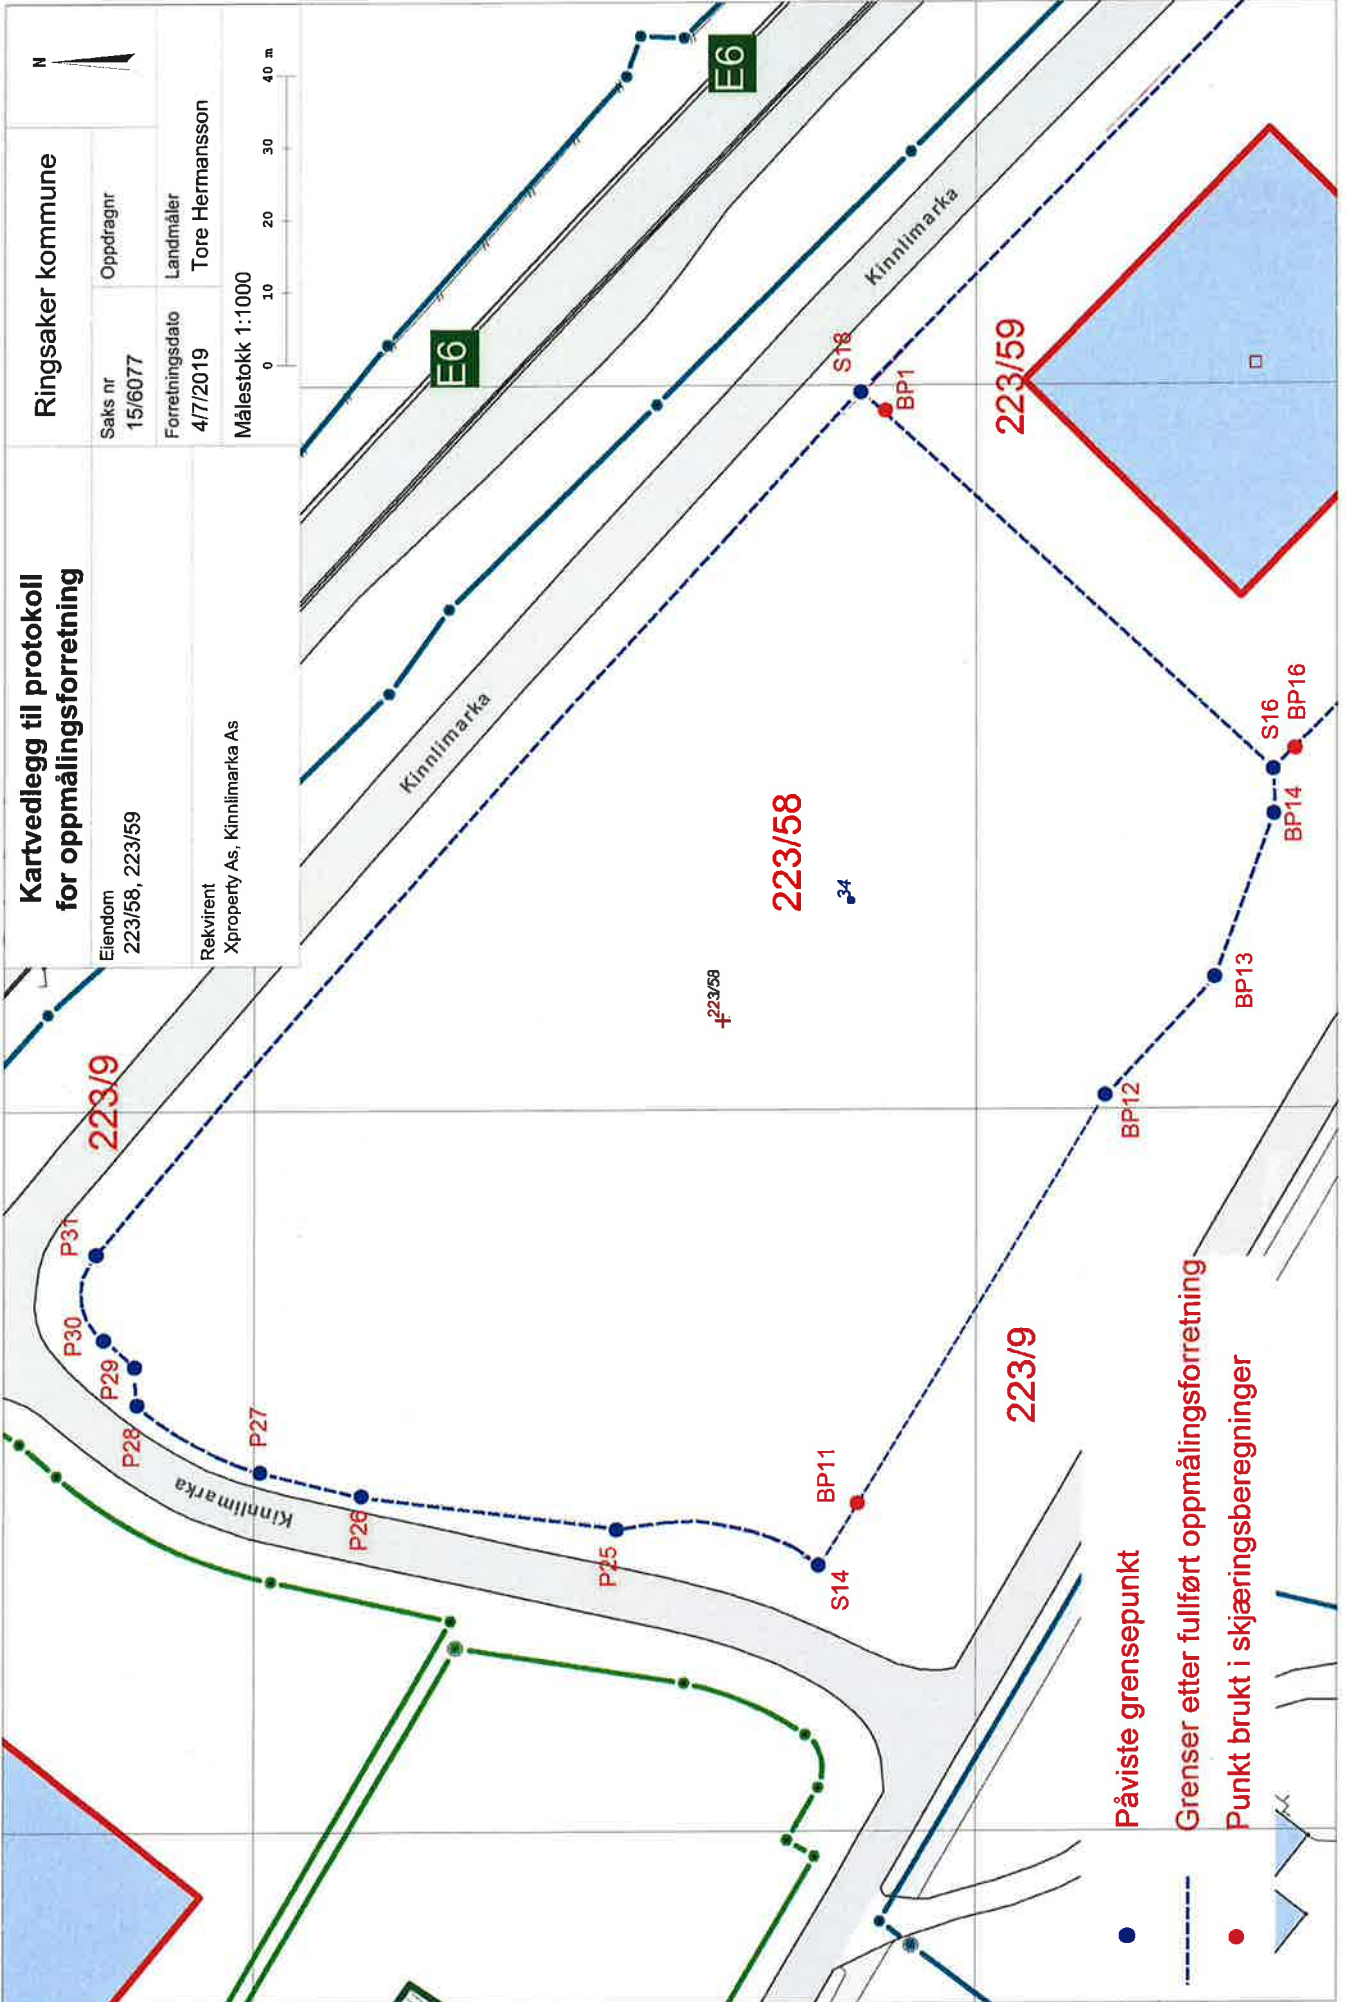 Kartvedlegg til protokoll
for oppmålingsforretning
Ringsaker kommune
N
Eiendom
223/58, 223/59
Saks nr
15/6077
Oppdragnr
Forretningsdato
4/7/2019
Landmåler
Tore Hermansson
Rekvirent
Xproperty As, Kinnlimarka As
Målestokk 1:1000
0 10 20 30 40 m
E6
E6
223/9
Kinnlimarka
Kinnlimarka
Kinnlimarka
P31
P30
P29
P28
P27
P26
P25
S14
BP11
S18
BP1
223/59
223/58
34
223/58
S16
BP16
BP14
BP13
BP12
223/9
Påviste grensepunkt
Grenser etter fullført oppmålingsforretning
Punkt brukt i skjæringsberegninger